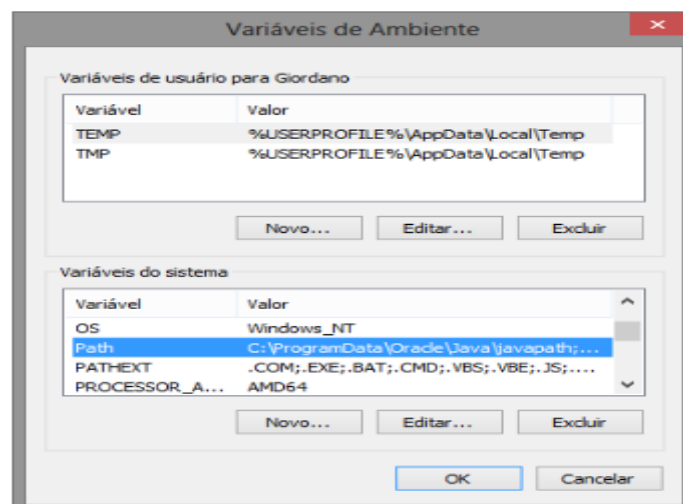 Variáveis de Ambiente
Variáveis de usuário para Giordano
Variável Valor
TEMP %USERPROFILE%\AppData\Local\Temp
TMP %USERPROFILE%\AppData\Local\Temp
Novo... Editar... Excluir
Variáveis do sistema
Variável Valor
OS Windows_NT
Path C:\ProgramData\Oracle\Java\javapath;...
PATHEXT .COM;.EXE;.BAT;.CMD;.VBS;.VBE;.JS;....
PROCESSOR_A... AMD64
Novo... Editar... Excluir
OK Cancelar